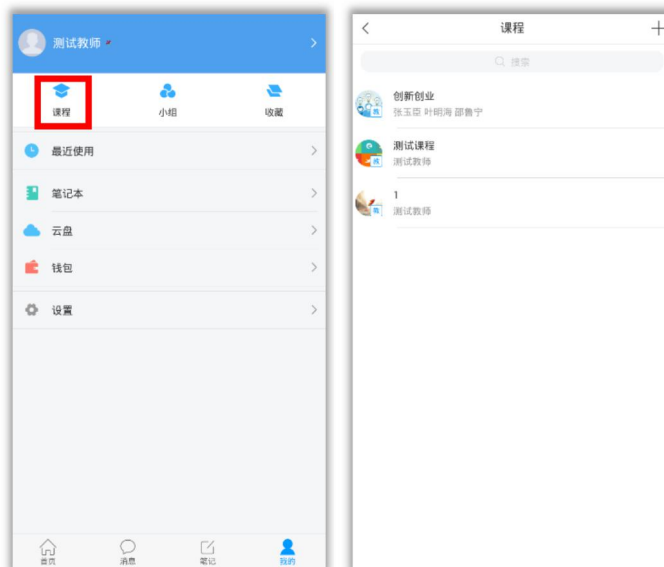 测试教师
课程
小组
收藏
最近使用
笔记本
云盘
钱包
设置
首页
消息
笔记
我的
课程
搜索
创新创业
张玉臣 叶明海 邵鲁宁
测试课程
测试教师
1
测试教师